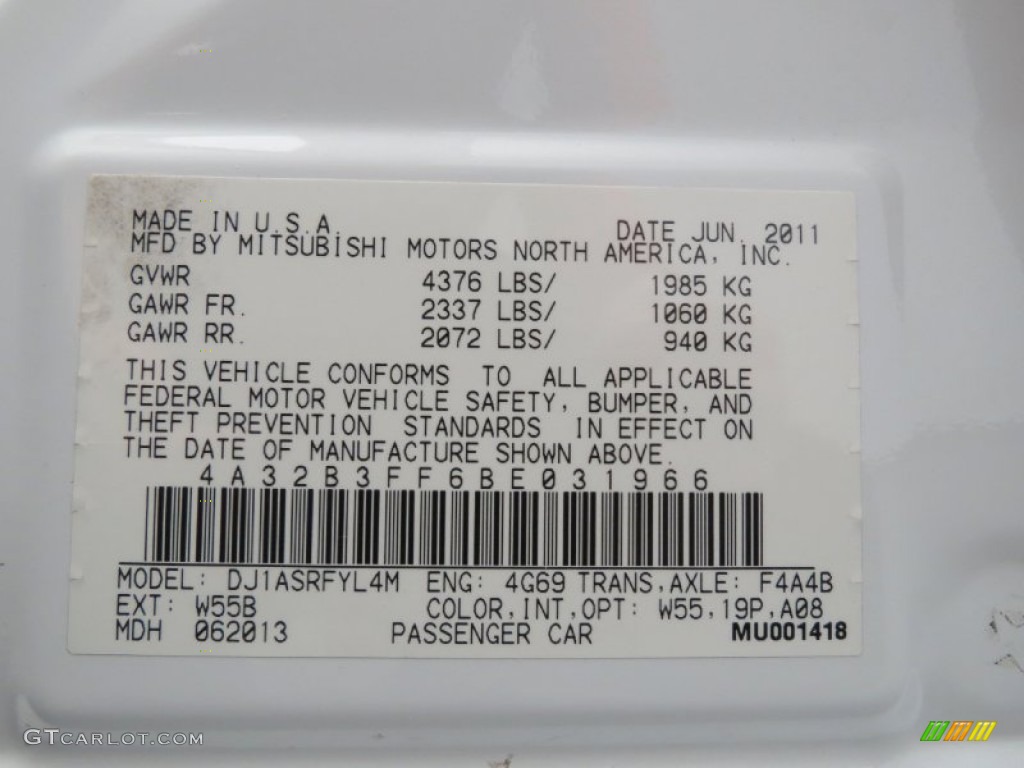 MADE IN U.S.A. DATE JUN. 2011
MFD BY MITSUBISHI MOTORS NORTH AMERICA, INC.
GVWR 4376 LBS/ 1985 KG
GAWR FR. 2337 LBS/ 1060 KG
GAWR RR. 2072 LBS/ 940 KG
THIS VEHICLE CONFORMS TO ALL APPLICABLE
FEDERAL MOTOR VEHICLE SAFETY, BUMPER, AND
THEFT PREVENTION STANDARDS IN EFFECT ON
THE DATE OF MANUFACTURE SHOWN ABOVE.
4A32B3FF6BE031966
MODEL: DJ1ASRFYL4M ENG: 4G69 TRANS,AXLE: F4A4B
EXT: W55B COLOR,INT,OPT: W55,19P,A08
MDH 062013 PASSENGER CAR MU001418
GTCARLOT.COM